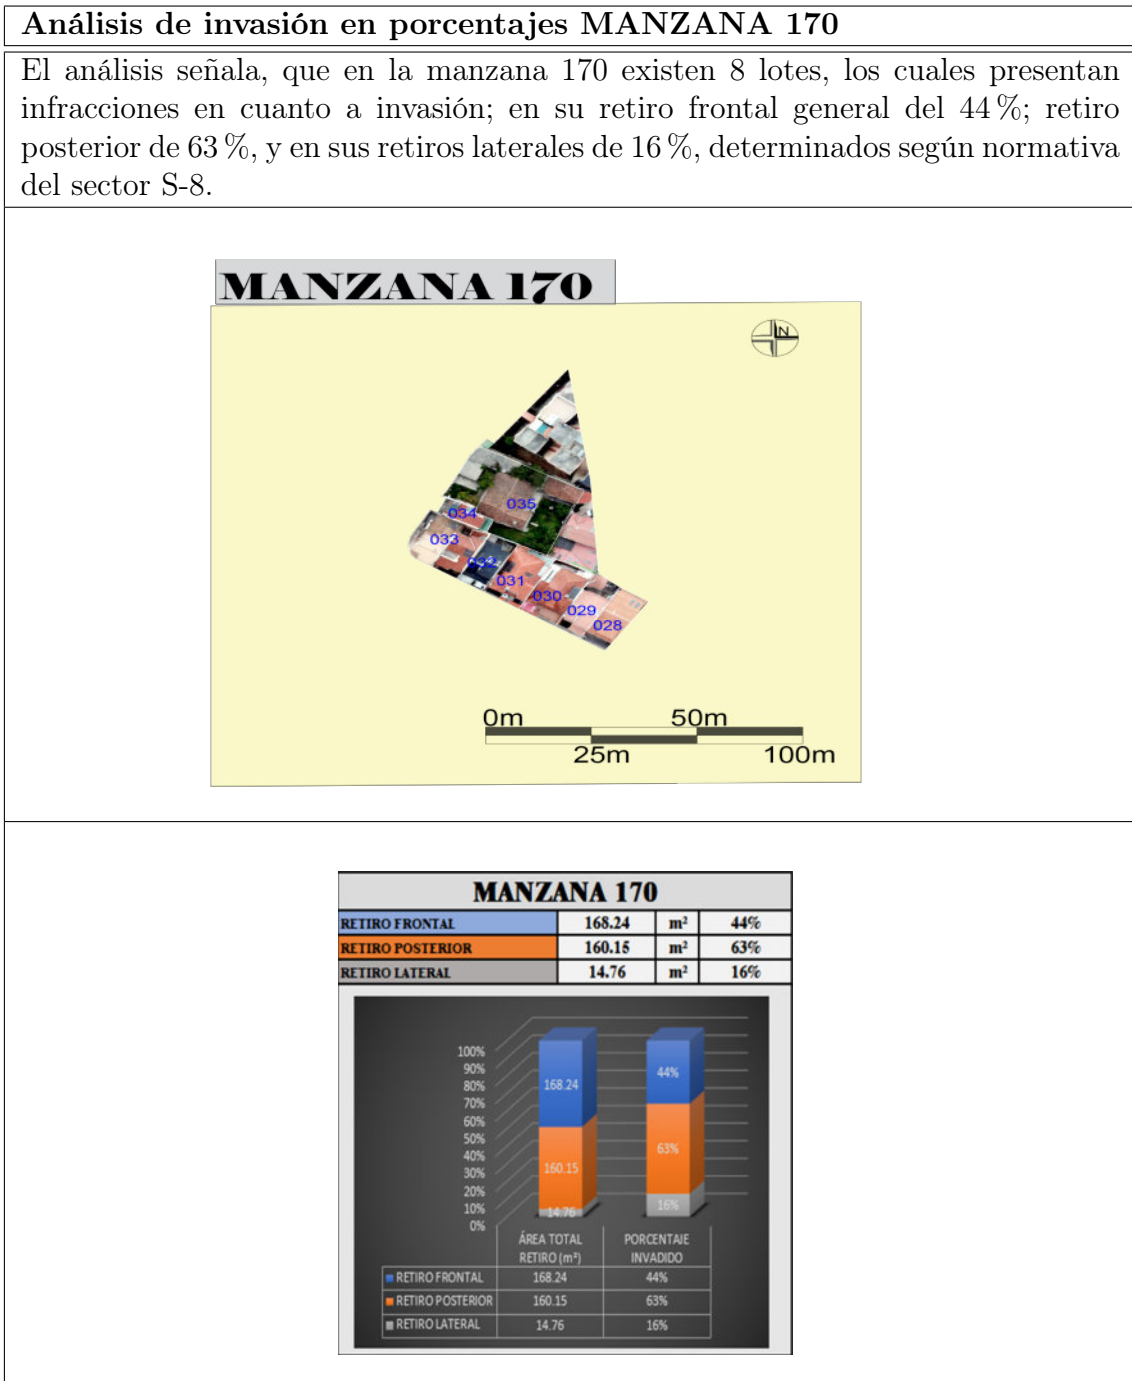 Análisis de invasión en porcentajes MANZANA 170
El análisis señala, que en la manzana 170 existen 8 lotes, los cuales presentan
infracciones en cuanto a invasión; en su retiro frontal general del 44 %; retiro
posterior de 63 %, y en sus retiros laterales de 16 %, determinados según normativa
del sector S-8.
MANZANA 170
N
035
034
033
032
031
030
029
028
0m 50m
25m 100m
MANZANA 170
RETIRO FRONTAL 168.24 m² 44%
RETIRO POSTERIOR 160.15 m² 63%
RETIRO LATERAL 14.76 m² 16%
100%
90%
80%
70%
60%
50%
40%
30%
20%
10%
0%
168.24 44%
160.15 63%
14.76 16%
ÁREA TOTAL PORCENTAJE
RETIRO (m²) INVADIDO
RETIRO FRONTAL 168.24 44%
RETIRO POSTERIOR 160.15 63%
RETIRO LATERAL 14.76 16%